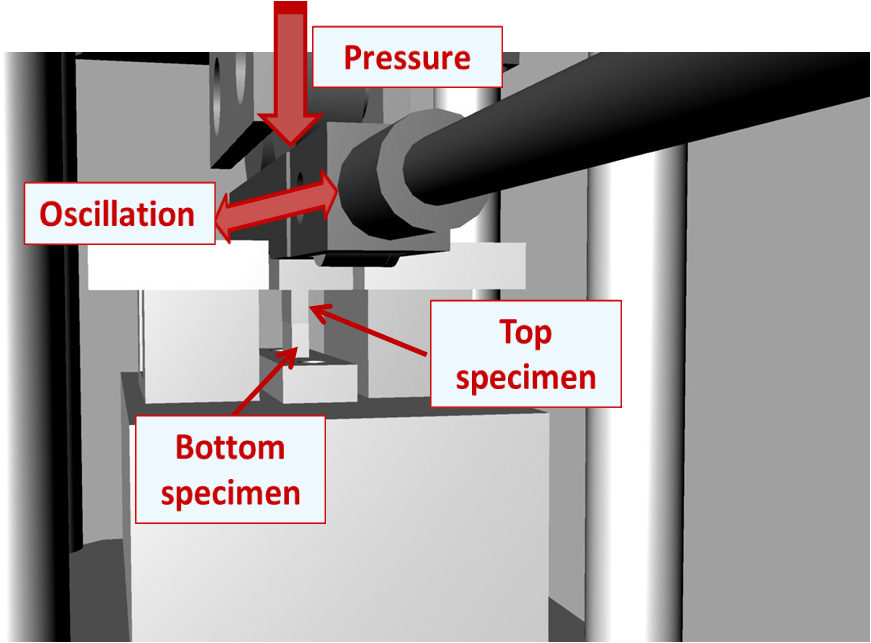 Pressure
Oscillation
Top
specimen
Bottom
specimen